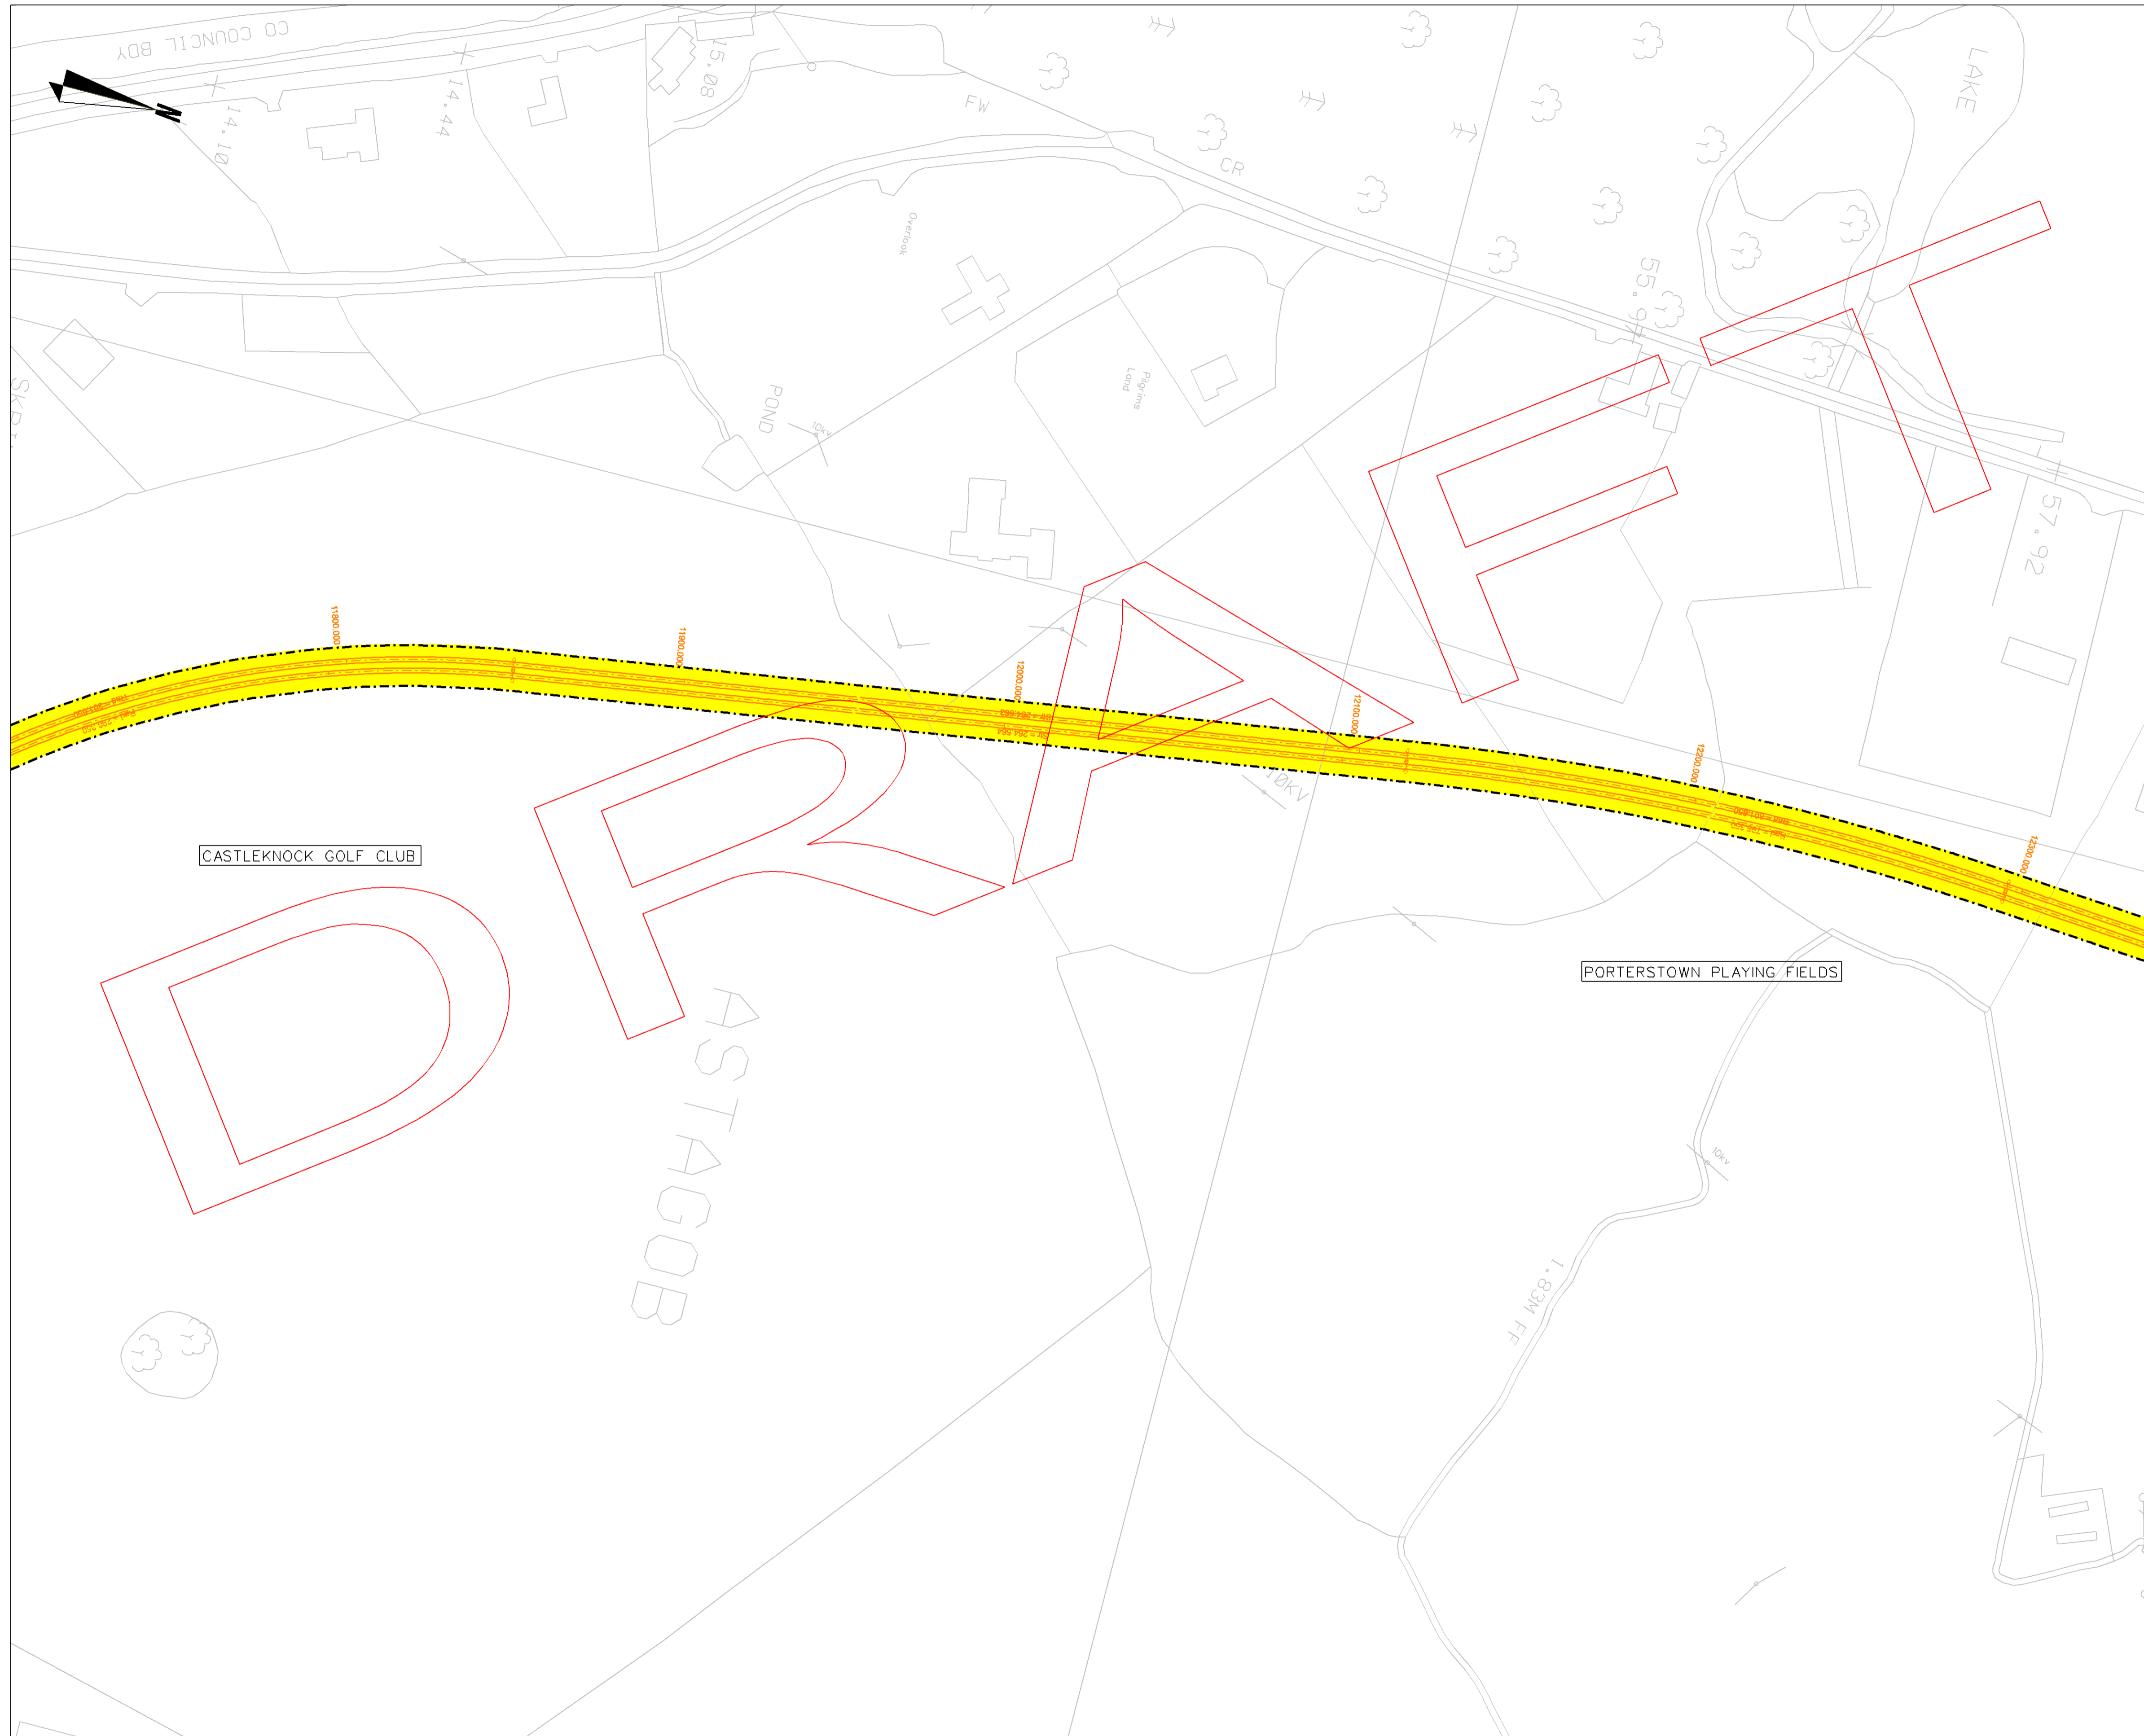 CO COUNCIL BDY
14.10
14.44
15.08
FW
CR
LAKE
Overlook
55.9
POND
10kv
Pilgrims
Land
57.92
11800.000
11900.000
12000.000
12100.000
12200.000
12300.000
10KV
CASTLEKNOCK GOLF CLUB
PORTERSTOWN PLAYING FIELDS
DRAFT
ASTAGOB
10kv
1.83M FF